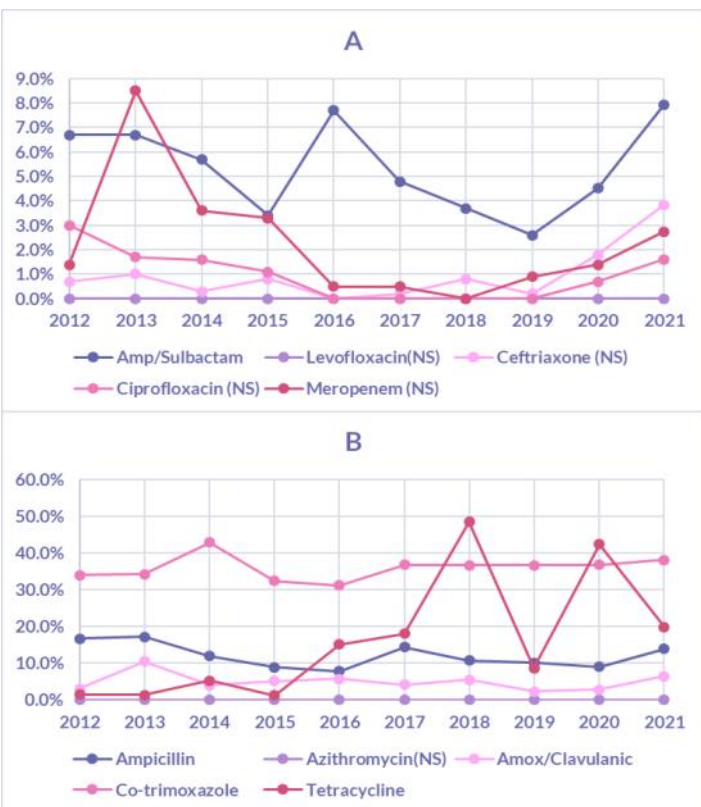 A
9.0%
8.0%
7.0%
6.0%
5.0%
4.0%
3.0%
2.0%
1.0%
0.0%
2012 2013 2014 2015 2016 2017 2018 2019 2020 2021
Amp/Sulbactam Levofloxacin(NS) Ceftriaxone (NS)
Ciprofloxacin (NS) Meropenem (NS)
B
60.0%
50.0%
40.0%
30.0%
20.0%
10.0%
0.0%
2012 2013 2014 2015 2016 2017 2018 2019 2020 2021
Ampicillin Azithromycin(NS) Amox/Clavulanic
Co-trimoxazole Tetracycline